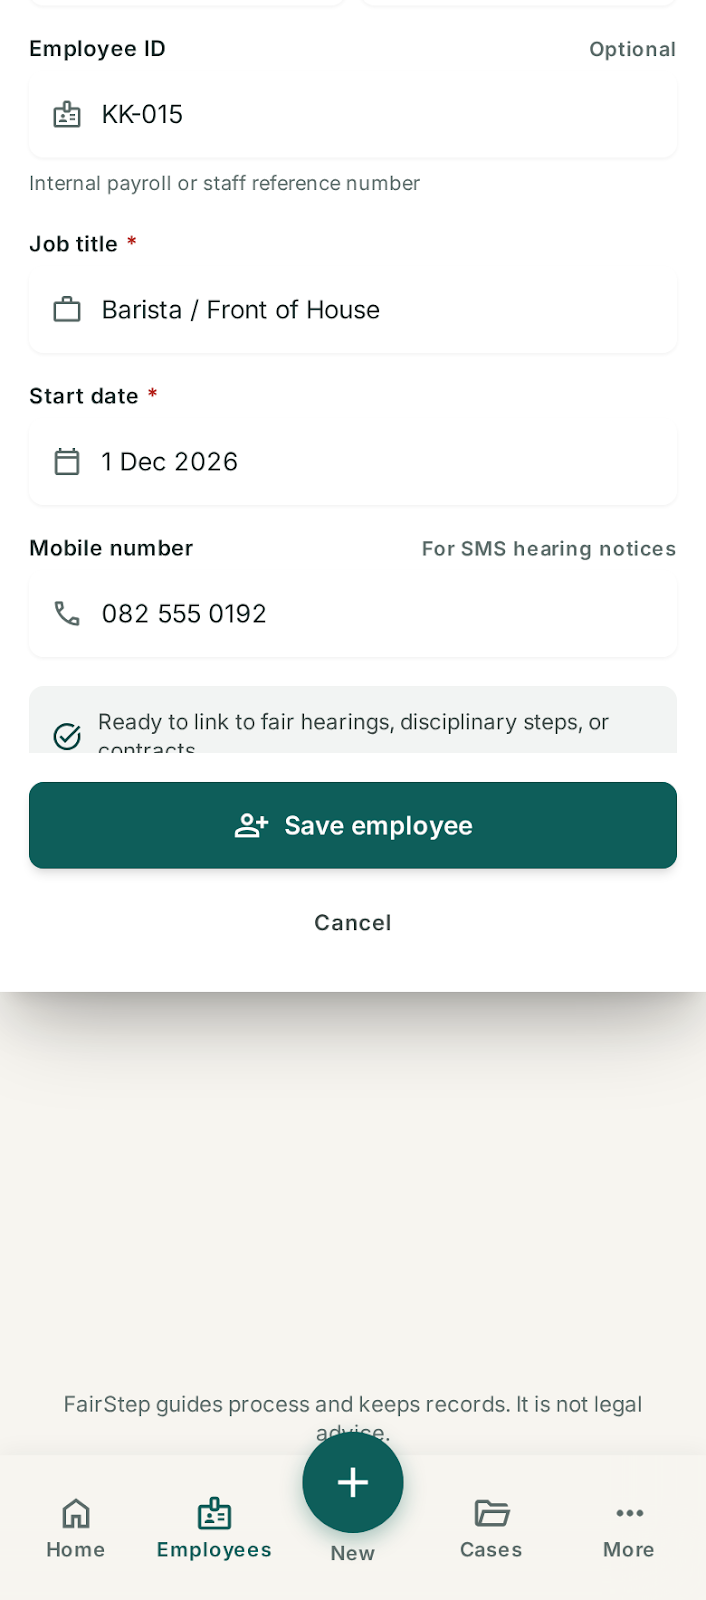 Employee ID
Optional
KK-015
Internal payroll or staff reference number
Job title *
Barista / Front of House
Start date *
1 Dec 2026
Mobile number
For SMS hearing notices
082 555 0192
Ready to link to fair hearings, disciplinary steps, or
contracts
Save employee
Cancel
FairStep guides process and keeps records. It is not legal
advice.
Home
Employees
New
Cases
More